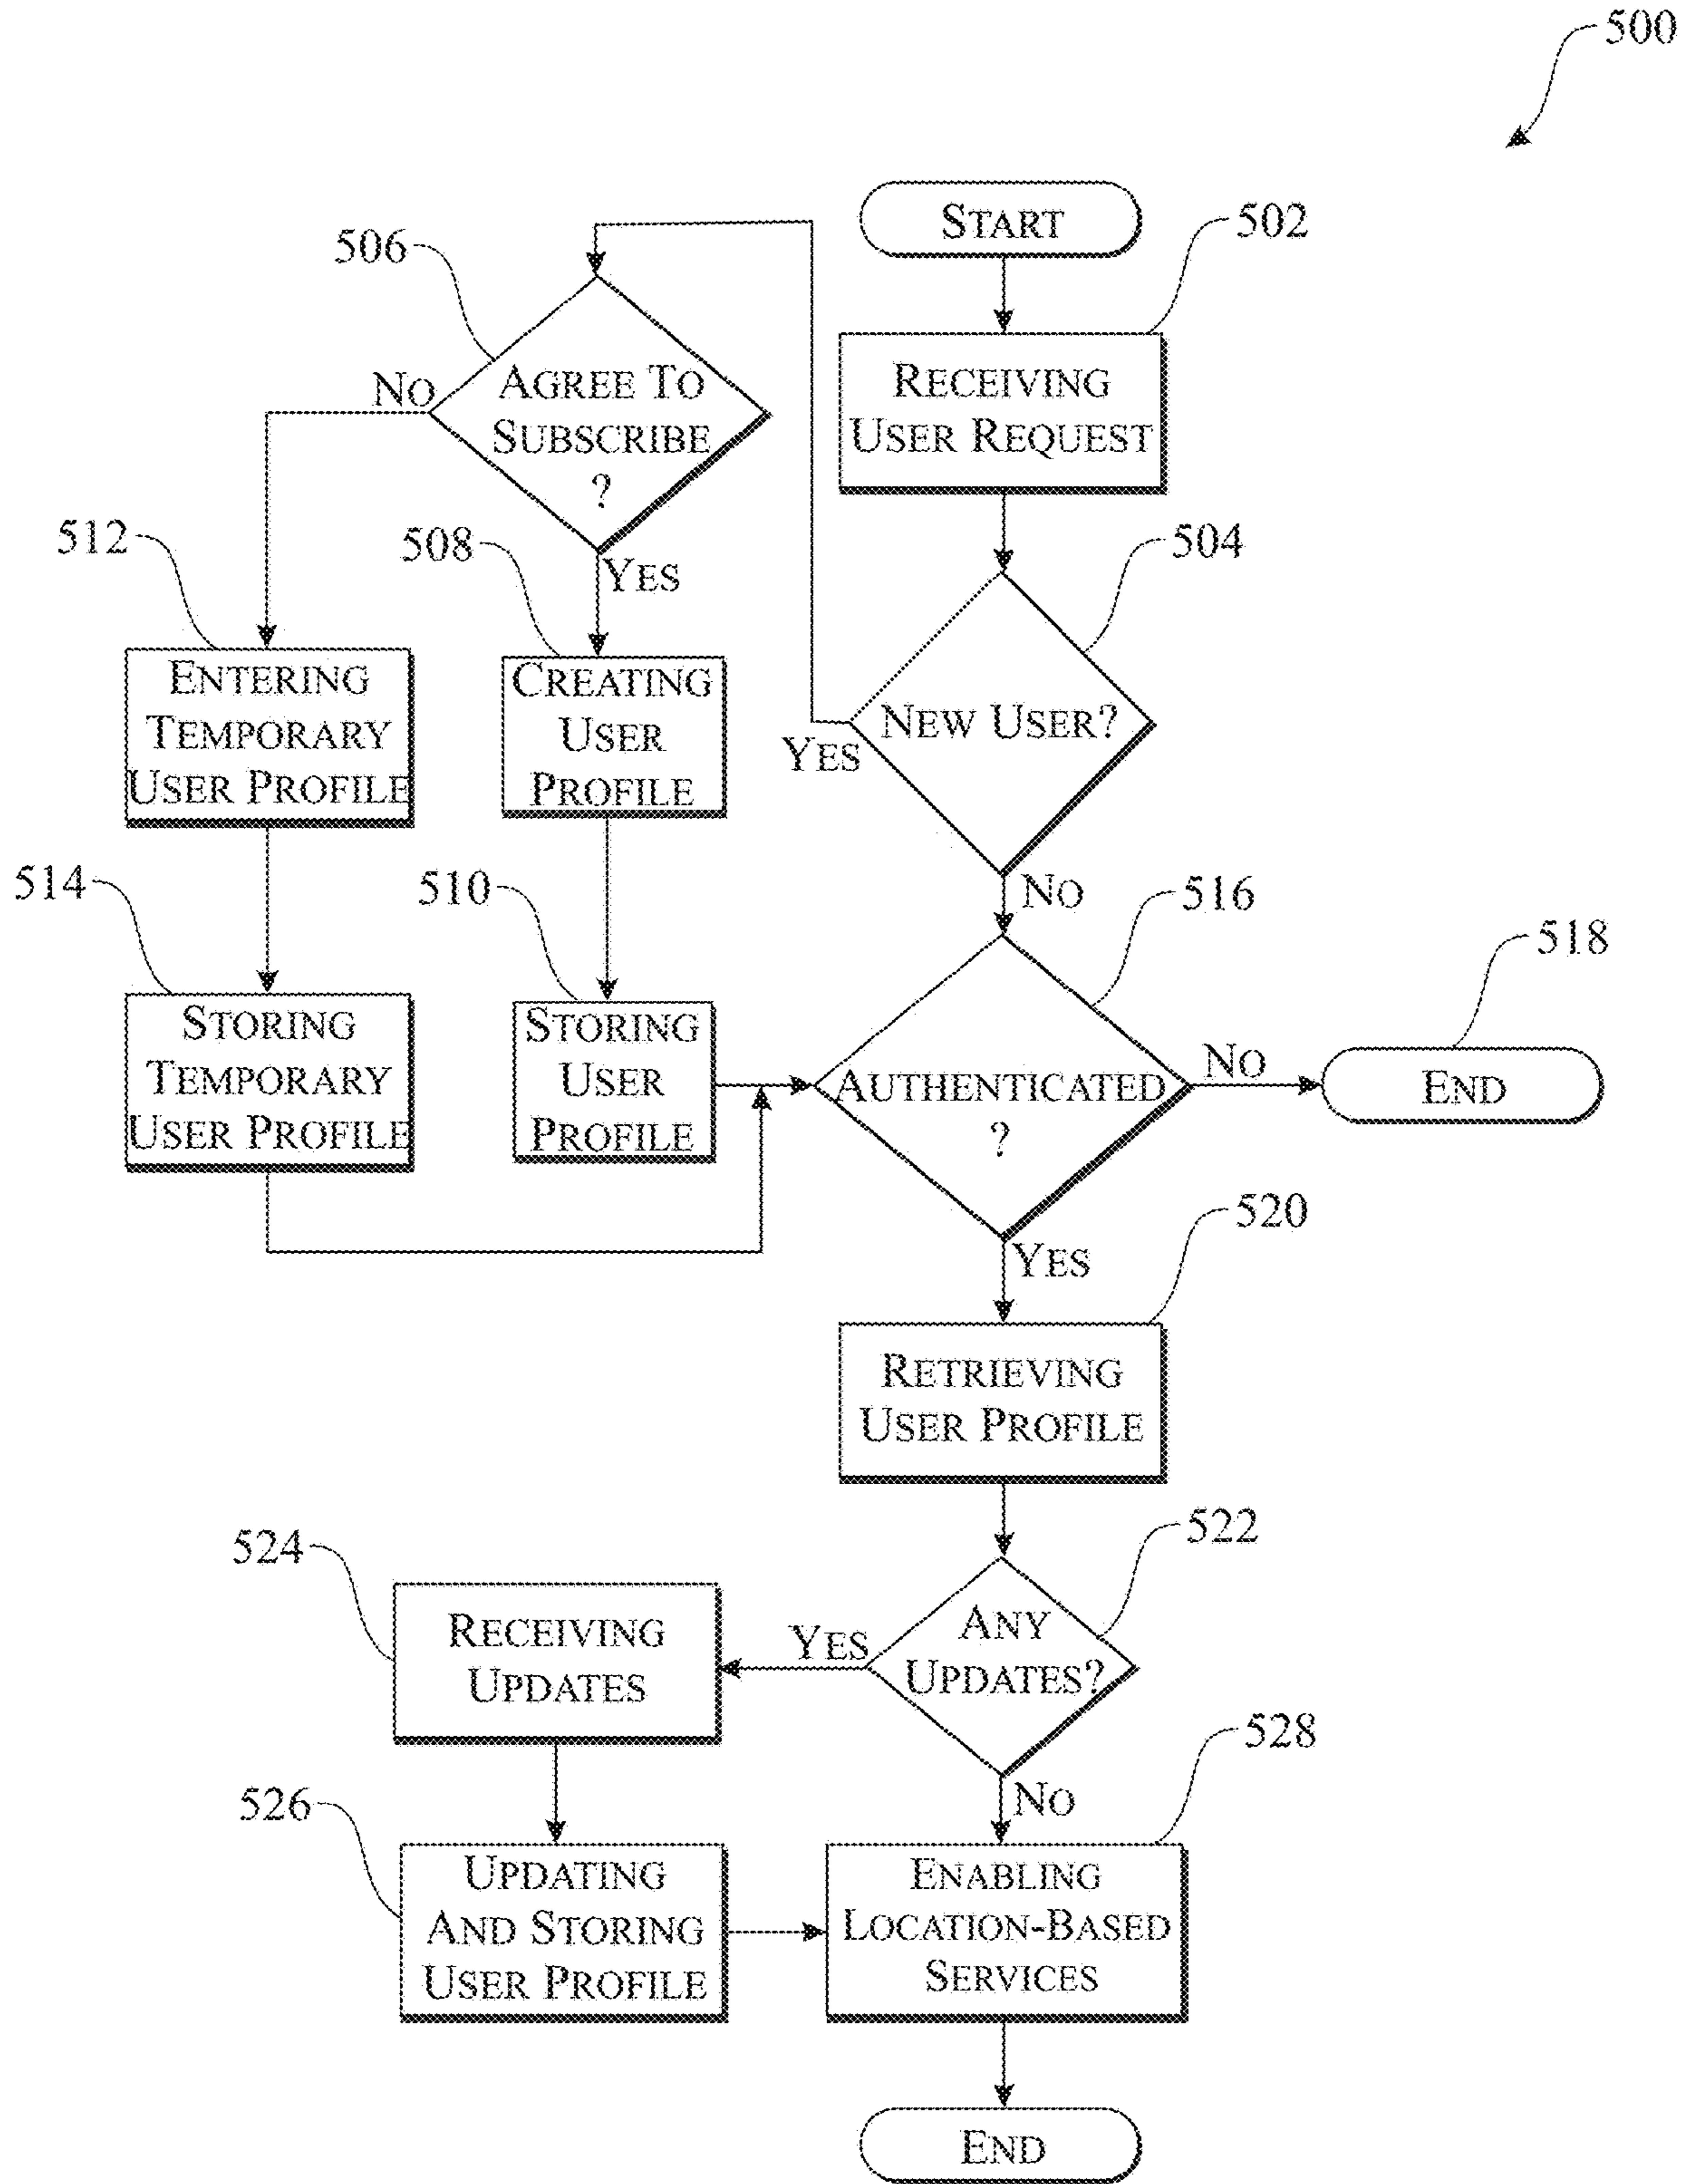 500
START
502
RECEIVING
USER REQUEST
506
AGREE TO
SUBSCRIBE
?
NO
YES
504
NEW USER?
YES
NO
512
ENTERING
TEMPORARY
USER PROFILE
508
CREATING
USER
PROFILE
514
STORING
TEMPORARY
USER PROFILE
510
STORING
USER
PROFILE
516
AUTHENTICATED
?
NO
518
END
YES
520
RETRIEVING
USER PROFILE
522
ANY
UPDATES?
YES
NO
524
RECEIVING
UPDATES
526
UPDATING
AND STORING
USER PROFILE
528
ENABLING
LOCATION-BASED
SERVICES
END